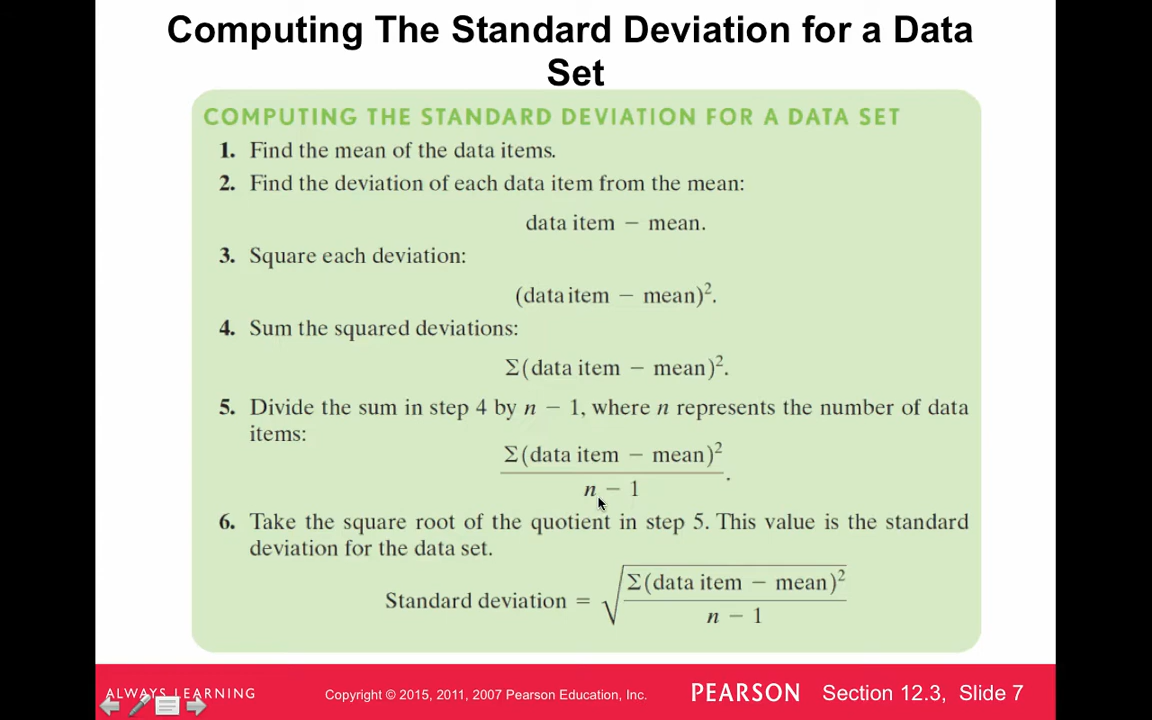 Computing The Standard Deviation for a Data
Set
COMPUTING THE STANDARD DEVIATION FOR A DATA SET
1. Find the mean of the data items.
2. Find the deviation of each data item from the mean:
data item − mean.
3. Square each deviation:
(data item − mean)².
4. Sum the squared deviations:
Σ(data item − mean)².
5. Divide the sum in step 4 by n − 1, where n represents the number of data
items:
Σ(data item − mean)²
n − 1
.
6. Take the square root of the quotient in step 5. This value is the standard
deviation for the data set.
Standard deviation = √
Σ(data item − mean)²
n − 1
ALWAYS LEARNING
Copyright © 2015, 2011, 2007 Pearson Education, Inc.
PEARSON
Section 12.3, Slide 7